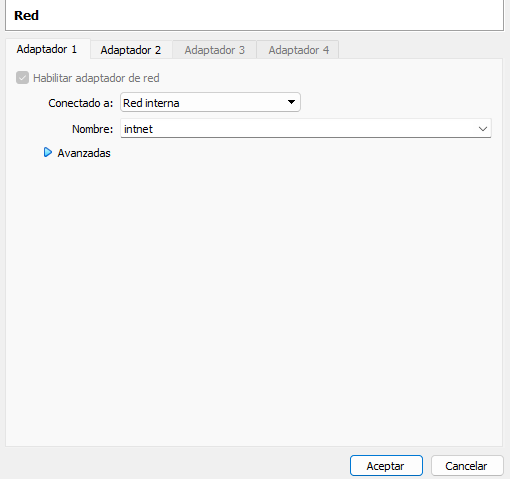 Red
Adaptador 1 Adaptador 2 Adaptador 3 Adaptador 4
Habilitar adaptador de red
Conectado a: Red interna
Nombre: intnet
Avanzadas
Aceptar Cancelar